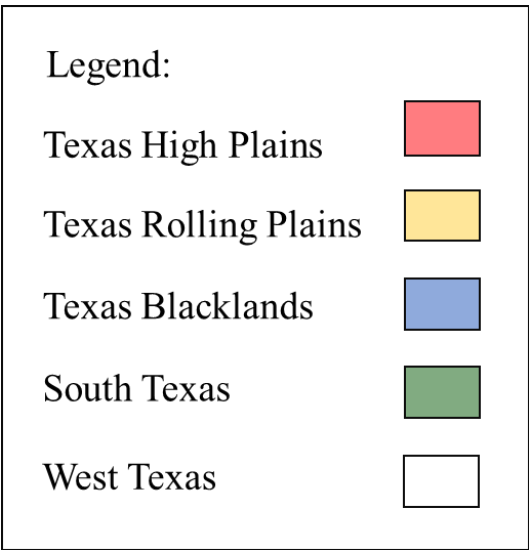 Legend:
Texas High Plains
Texas Rolling Plains
Texas Blacklands
South Texas
West Texas